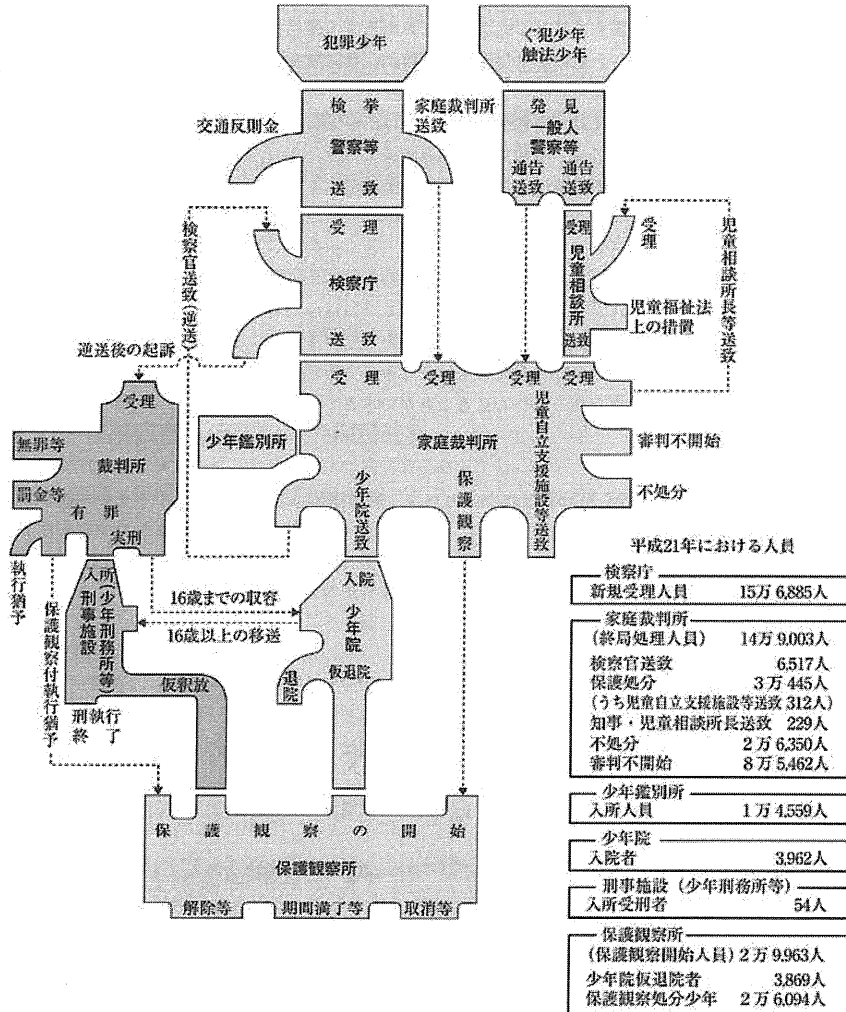 犯罪少年
ぐ犯少年
触法少年
検挙
警察等
送致
交通反則金
家庭裁判所
送致
発見
一般人
警察等
通告 通告
送致 送致
受理
検察庁
送致
検察官送致(逆送)
受理
児童相談所
送致
受理
児童福祉法
上の措置
児童相談所長等送致
逆送後の起訴
受理 受理 受理 受理
家庭裁判所
少年鑑別所
少年院送致
保護観察
児童自立支援施設等送致
審判不開始
不処分
受理
裁判所
無罪等
罰金等
有罪
実刑
執行猶予
保護観察付執行猶予
入所
刑事施設
(少年刑務所等)
仮釈放
刑執行
終了
16歳までの収容
16歳以上の移送
入院
少年院
退院
仮退院
保護観察の開始
保護観察所
解除等 期間満了等 取消等
平成21年における人員
検察庁
新規受理人員 15万6,885人
家庭裁判所
(終局処理人員) 14万9,003人
検察官送致 6,517人
保護処分 3万445人
(うち児童自立支援施設等送致 312人)
知事・児童相談所長送致 229人
不処分 2万6,350人
審判不開始 8万5,462人
少年鑑別所
入所人員 1万4,559人
少年院
入院者 3,962人
刑事施設(少年刑務所等)
入所受刑者 54人
保護観察所
(保護観察開始人員) 2万9,963人
少年院仮退院者 3,869人
保護観察処分少年 2万6,094人